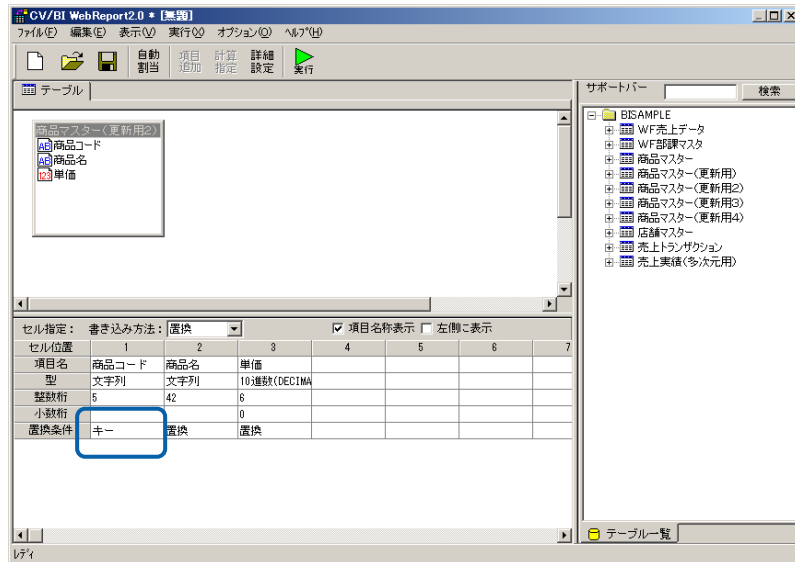 CV/BI WebReport2.0 * [無題]
ファイル(F) 編集(E) 表示(V) 実行(X) オプション(O) ヘルプ(H)
自動割当 項目追加 計算指定 詳細設定 実行
テーブル
商品マスター(更新用2)
AB 商品コード
AB 商品名
123 単価
セル指定: 書き込み方法: 置換 項目名称表示 左側に表示
セル位置 1 2 3 4 5 6 7
項目名 商品コード 商品名 単価
型 文字列 文字列 10進数(DECIMA
整数桁 5 42 6
小数桁 0
置換条件 キー 置換 置換
サポートバー 検索
BISAMPLE
WF売上データ
WF部課マスタ
商品マスター
商品マスター(更新用)
商品マスター(更新用2)
商品マスター(更新用3)
商品マスター(更新用4)
店舗マスター
売上トランザクション
売上実績(多次元用)
テーブル一覧
レディ